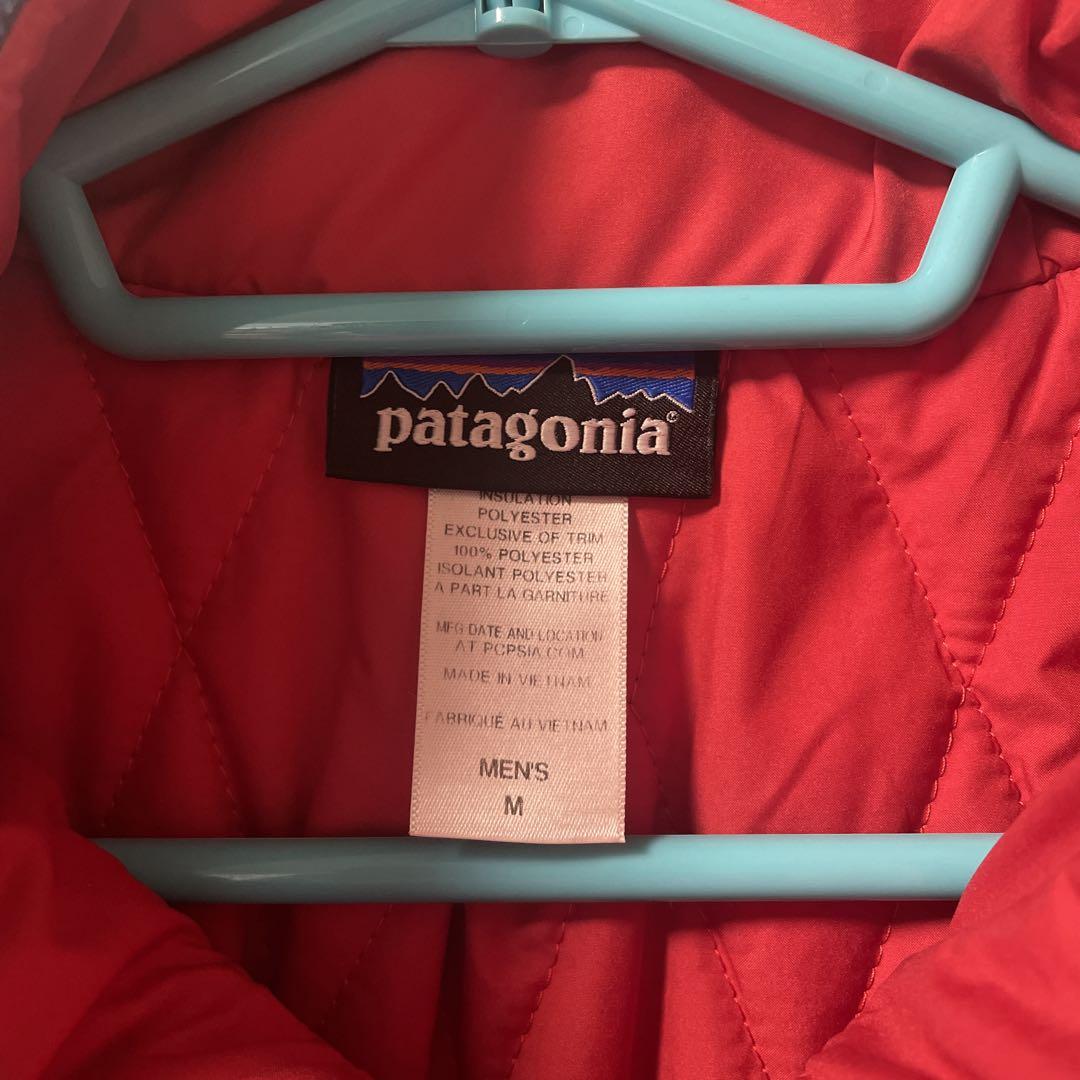 patagonia®
INSULATION
POLYESTER
EXCLUSIVE OF TRIM
100% POLYESTER
ISOLANT POLYESTER
A PART LA GARNITURE
MFG DATE AND LOCATION
AT PCPSIA.COM
MADE IN VIETNAM
FABRIQUÉ AU VIETNAM
MEN'S
M